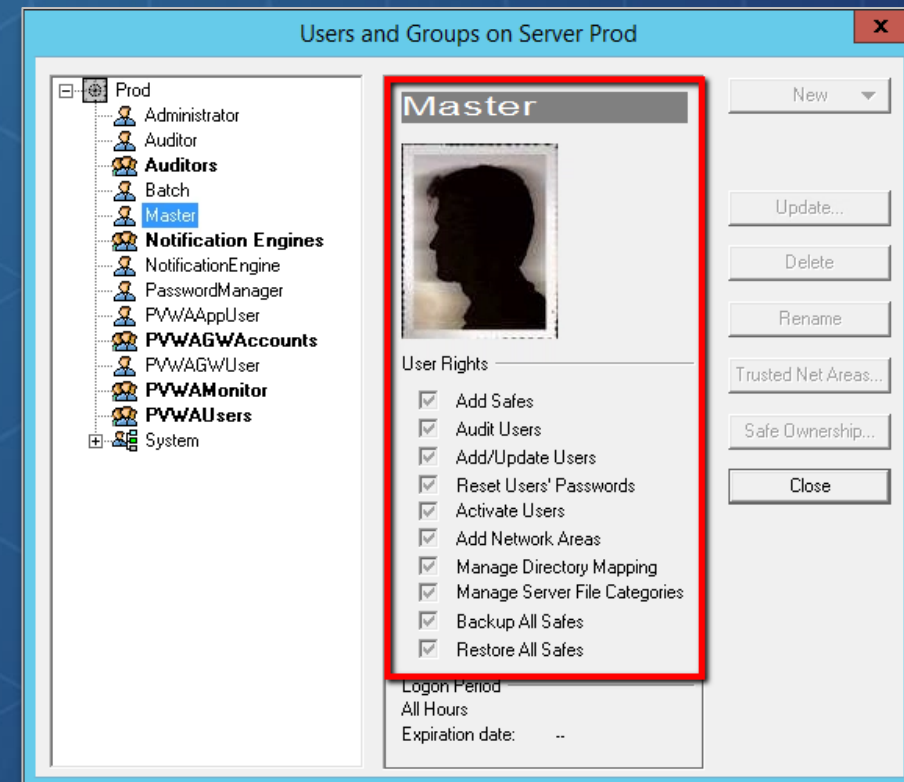 Users and Groups on Server Prod
x
Prod
Administrator
Auditor
Auditors
Batch
Master
Notification Engines
NotificationEngine
PasswordManager
PVWAAppUser
PVWAGWAccounts
PVWAGWUser
PVWAMonitor
PVWAUsers
System
Master
User Rights
Add Safes
Audit Users
Add/Update Users
Reset Users' Passwords
Activate Users
Add Network Areas
Manage Directory Mapping
Manage Server File Categories
Backup All Safes
Restore All Safes
Logon Period
All Hours
Expiration date: --
New
Update...
Delete
Rename
Trusted Net Areas...
Safe Ownership...
Close